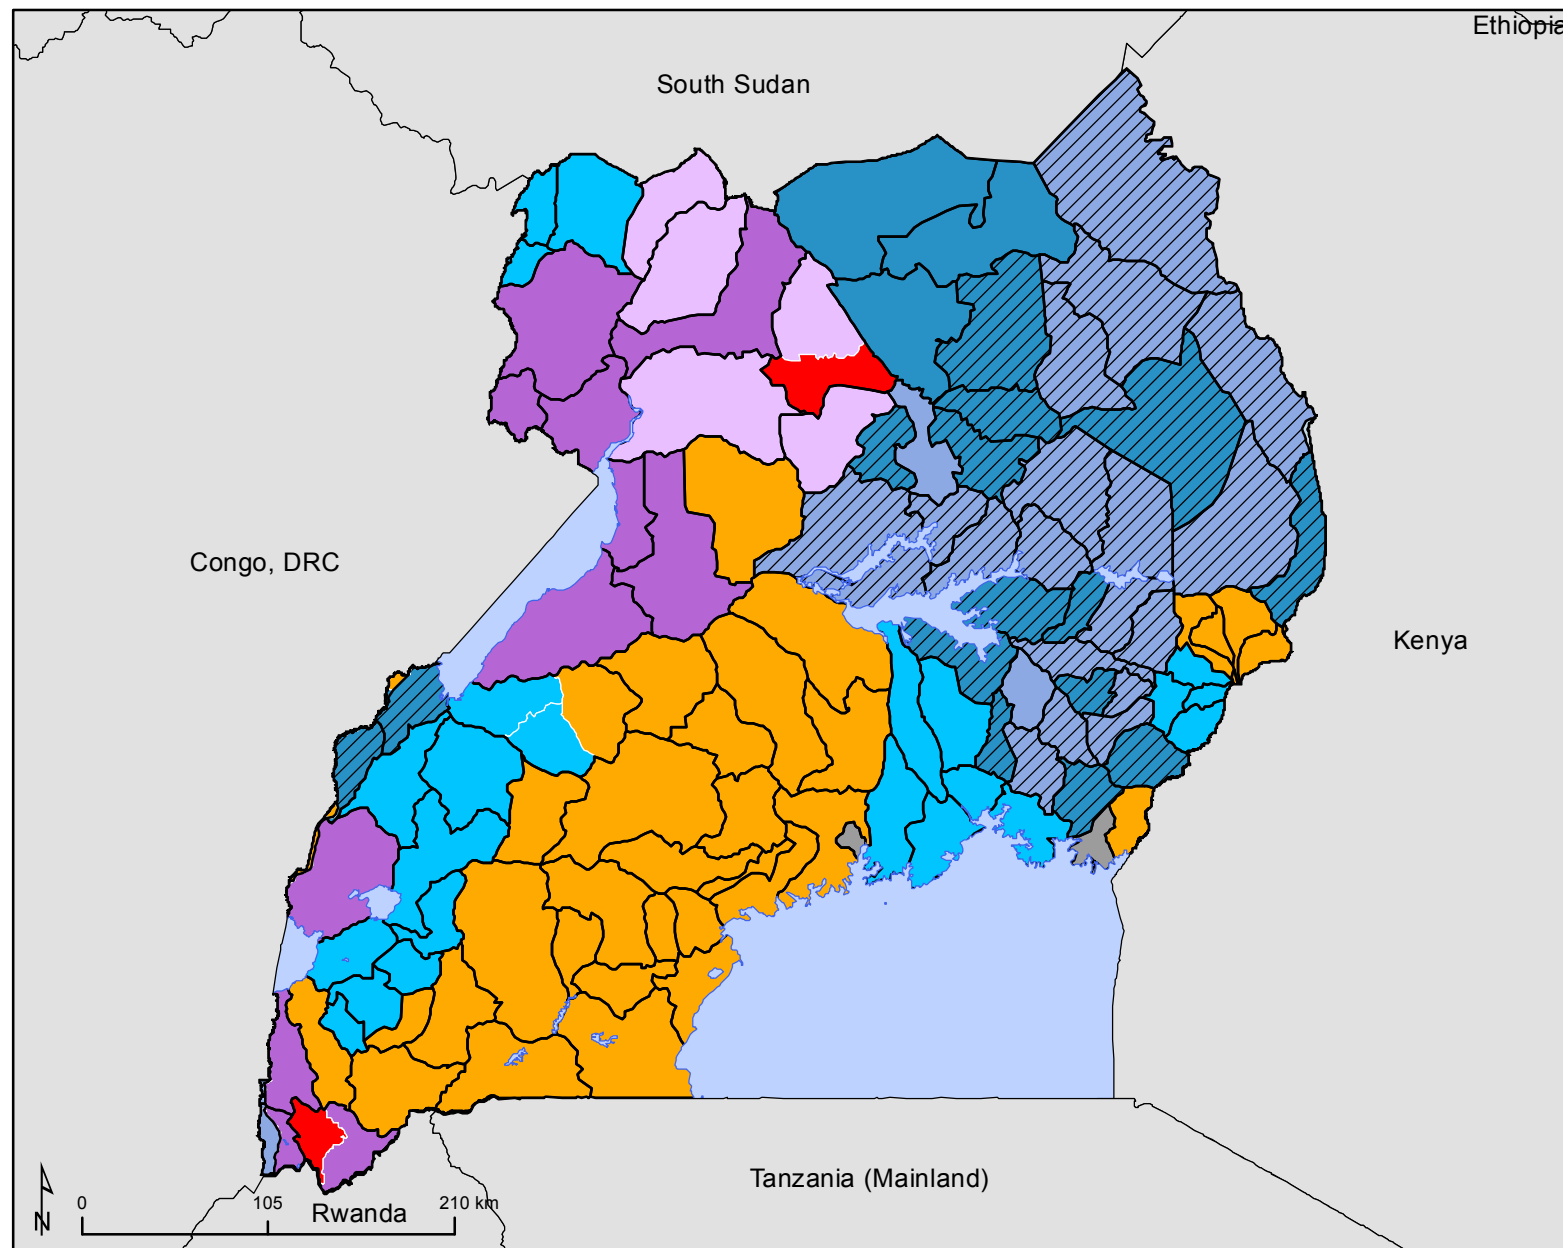 Ethiopia
South Sudan
Congo, DRC
Kenya
Tanzania (Mainland)
Rwanda
0 105 210 km
N